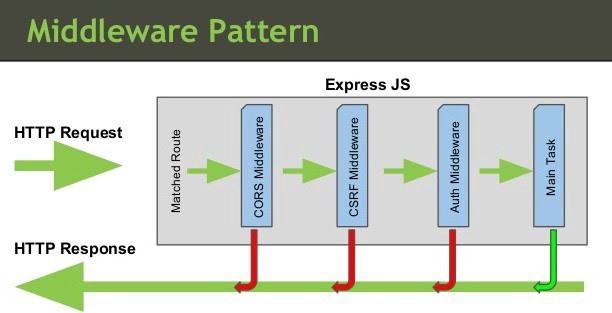 Middleware Pattern
Express JS
HTTP Request
Matched Route
CORS Middleware
CSRF Middleware
Auth Middleware
Main Task
HTTP Response